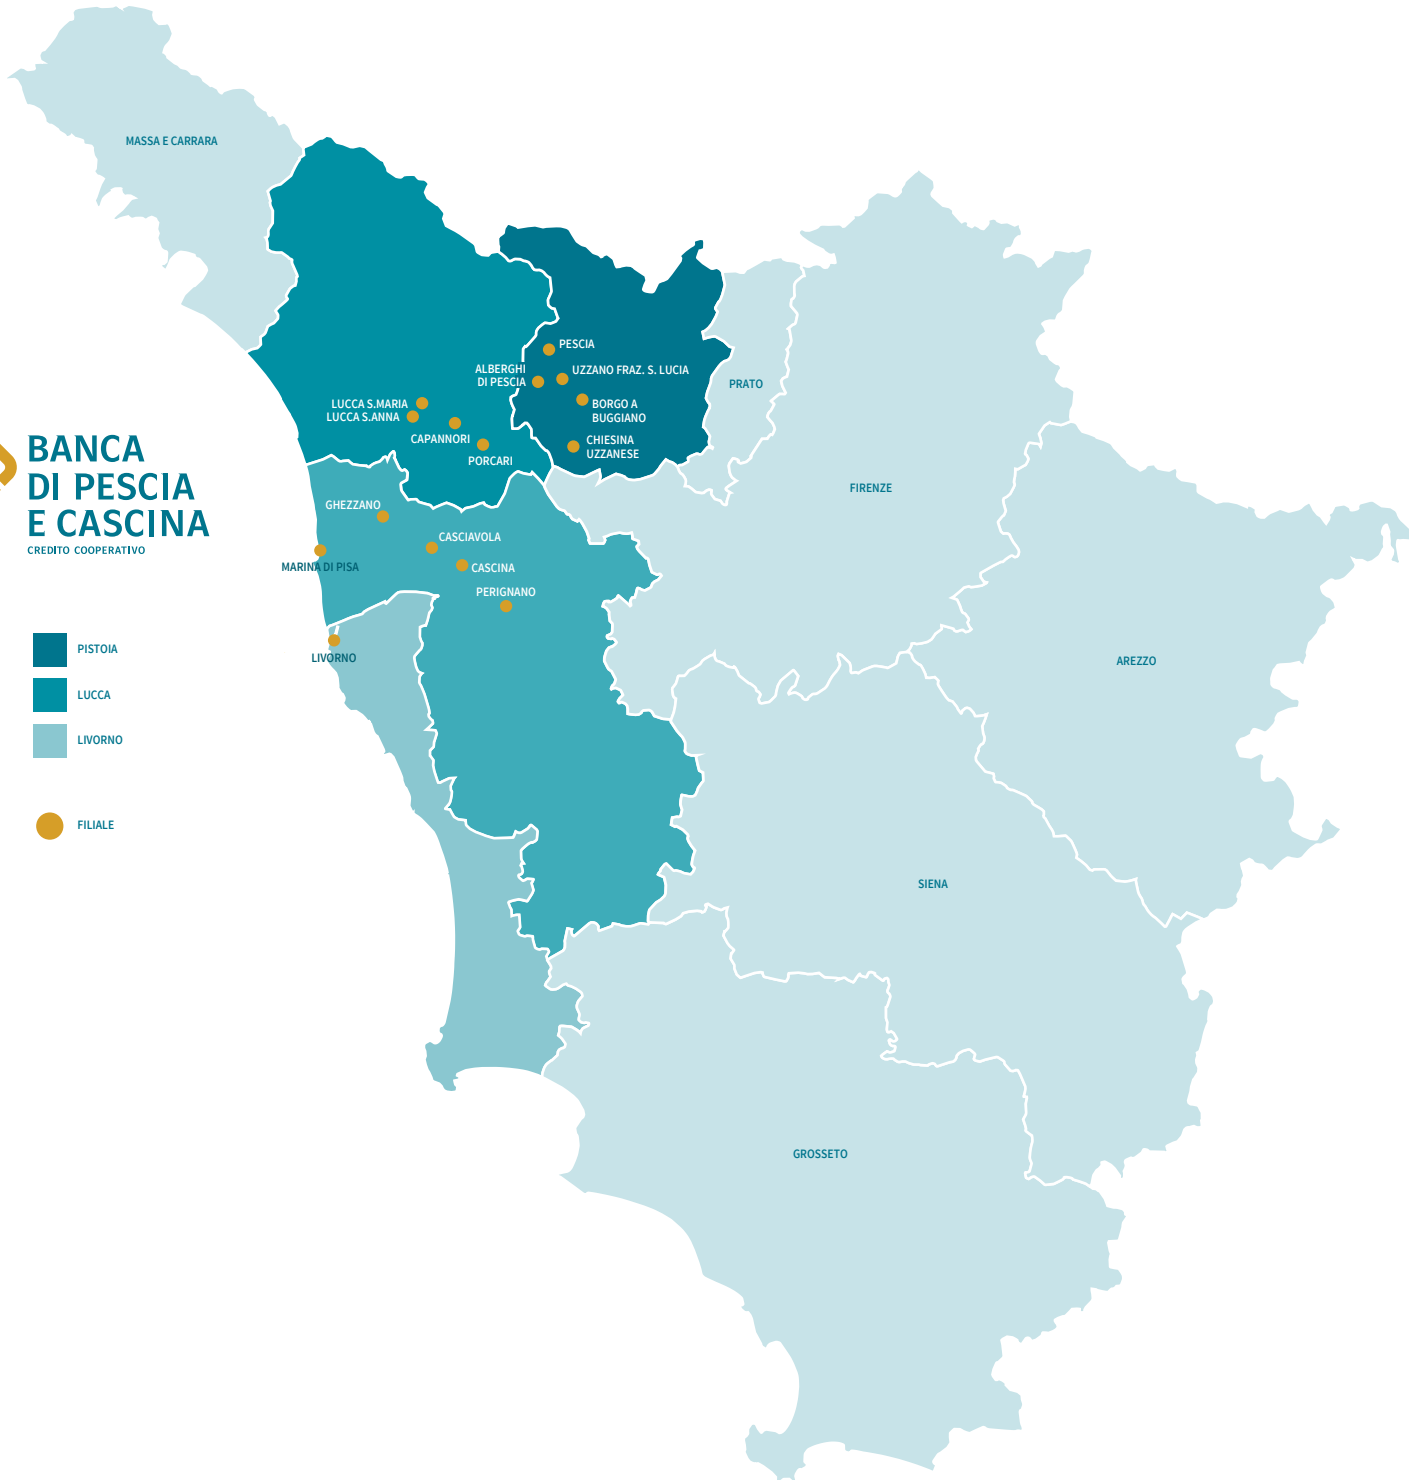 MASSA E CARRARA
PESCIA
ALBERGHI
DI PESCIA
UZZANO FRAZ. S. LUCIA
PRATO
BORGO A
BUGGIANO
LUCCA S.MARIA
LUCCA S.ANNA
CAPANNORI
CHIESINA
UZZANESE
PORCARI
BANCA
DI PESCIA
E CASCINA
CREDITO COOPERATIVO
FIRENZE
GHEZZANO
CASCIAVOLA
MARINA DI PISA
CASCINA
PERIGNANO
LIVORNO
AREZZO
PISTOIA
LUCCA
LIVORNO
FILIALE
SIENA
GROSSETO